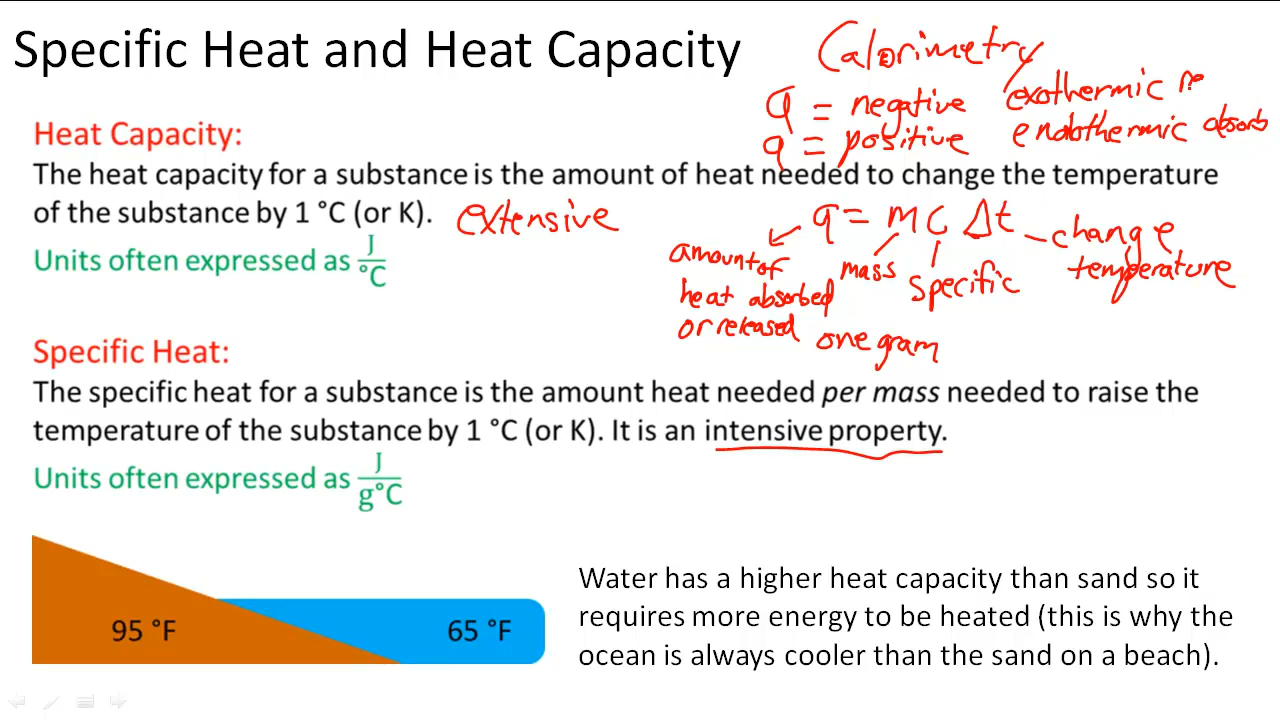 Specific Heat and Heat Capacity
Calorimetry
q = negative exothermic
q = positive endothermic absorb
Heat Capacity:
The heat capacity for a substance is the amount of heat needed to change the temperature
of the substance by 1 °C (or K). extensive
q = m C Δt
change
temperature
amount of
heat absorbed
or released
mass
specific
one gram
Units often expressed as J/°C
Specific Heat:
The specific heat for a substance is the amount heat needed per mass needed to raise the
temperature of the substance by 1 °C (or K). It is an intensive property.
Units often expressed as J/g°C
95 °F
65 °F
Water has a higher heat capacity than sand so it
requires more energy to be heated (this is why the
ocean is always cooler than the sand on a beach).